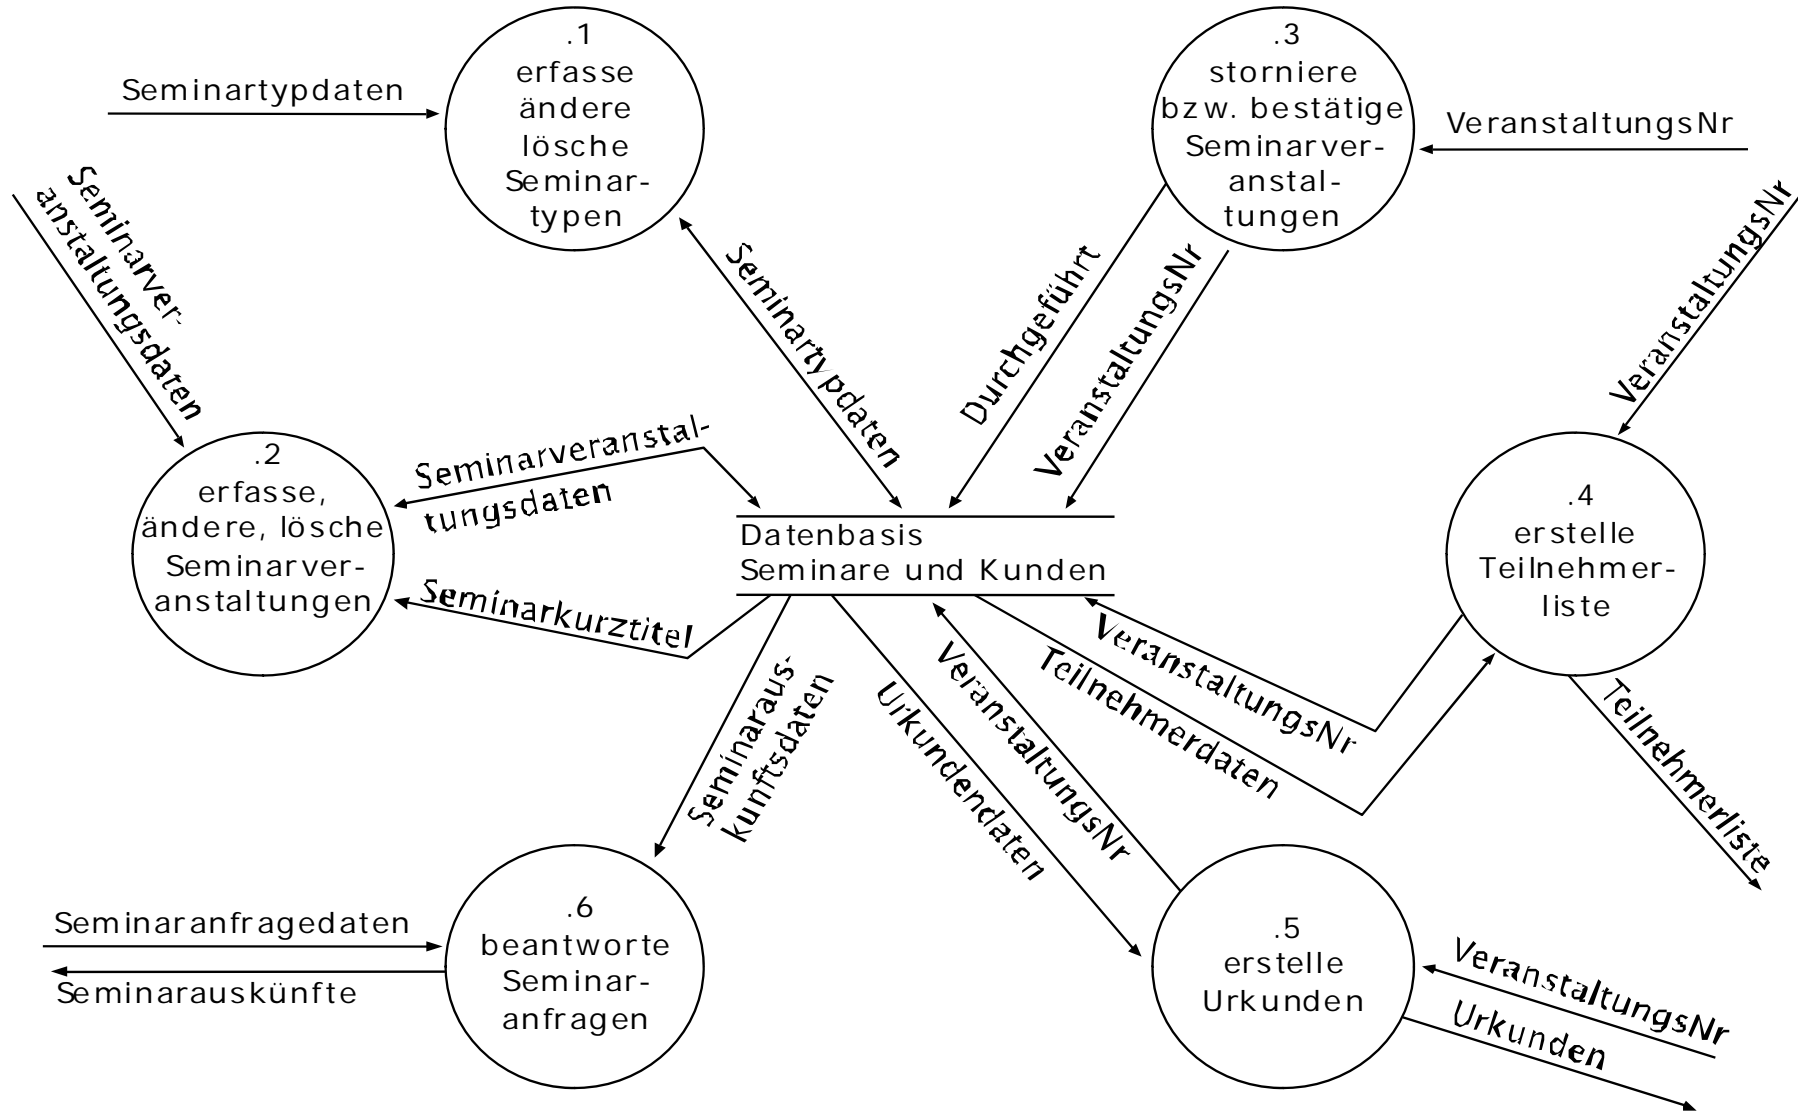 .1
erfasse
ändere
lösche
Seminar-
typen
.3
storniere
bzw. bestätige
Seminarver-
anstal-
tungen
Seminartypdaten
VeranstaltungsNr
Seminarver-
anstaltungsdaten
Seminartypdaten
Durchgeführt
VeranstaltungsNr
VeranstaltungsNr
.2
erfasse,
ändere, lösche
Seminarver-
anstaltungen
Seminarveranstal-
tungsdaten
Seminarkurztitel
Datenbasis
Seminare und Kunden
.4
erstelle
Teilnehmer-
liste
VeranstaltungsNr
Teilnehmerdaten
Teilnehmerliste
Seminaraus-
kunftsdaten
Urkundendaten
VeranstaltungsNr
Seminaranfragedaten
Seminarauskünfte
.6
beantworte
Seminar-
anfragen
.5
erstelle
Urkunden
VeranstaltungsNr
Urkunden